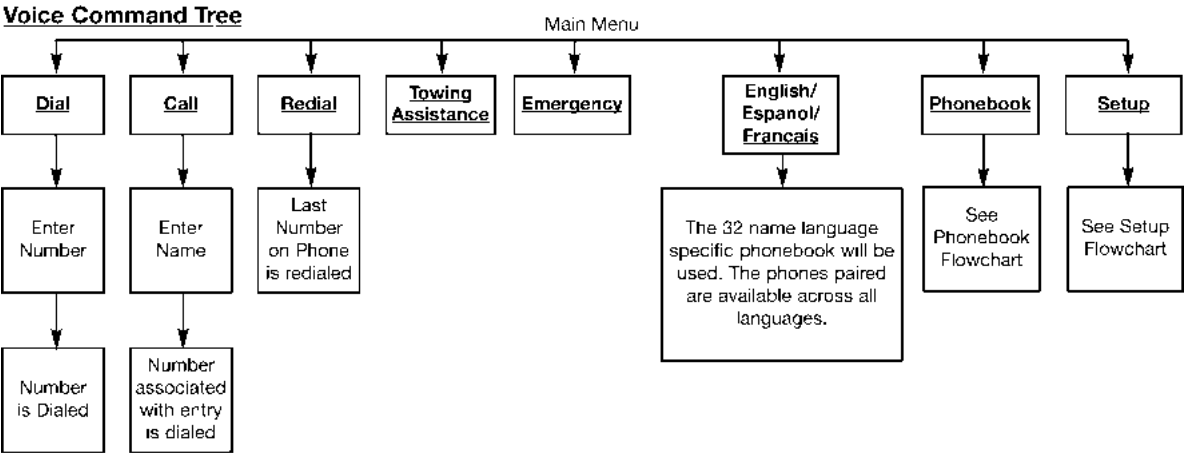 Voice Command Tree
Main Menu
Dial
Call
Redial
Towing
Assistance
Emergency
English/
Espanol/
Francais
Phonebook
Setup
Enter
Number
Enter
Name
Last
Number
on Phone
is redialed
The 32 name language
specific phonebook will be
used. The phones paired
are available across all
languages.
See
Phonebook
Flowchart
See Setup
Flowchart
Number
is Dialed
Number
associated
with entry
is dialed